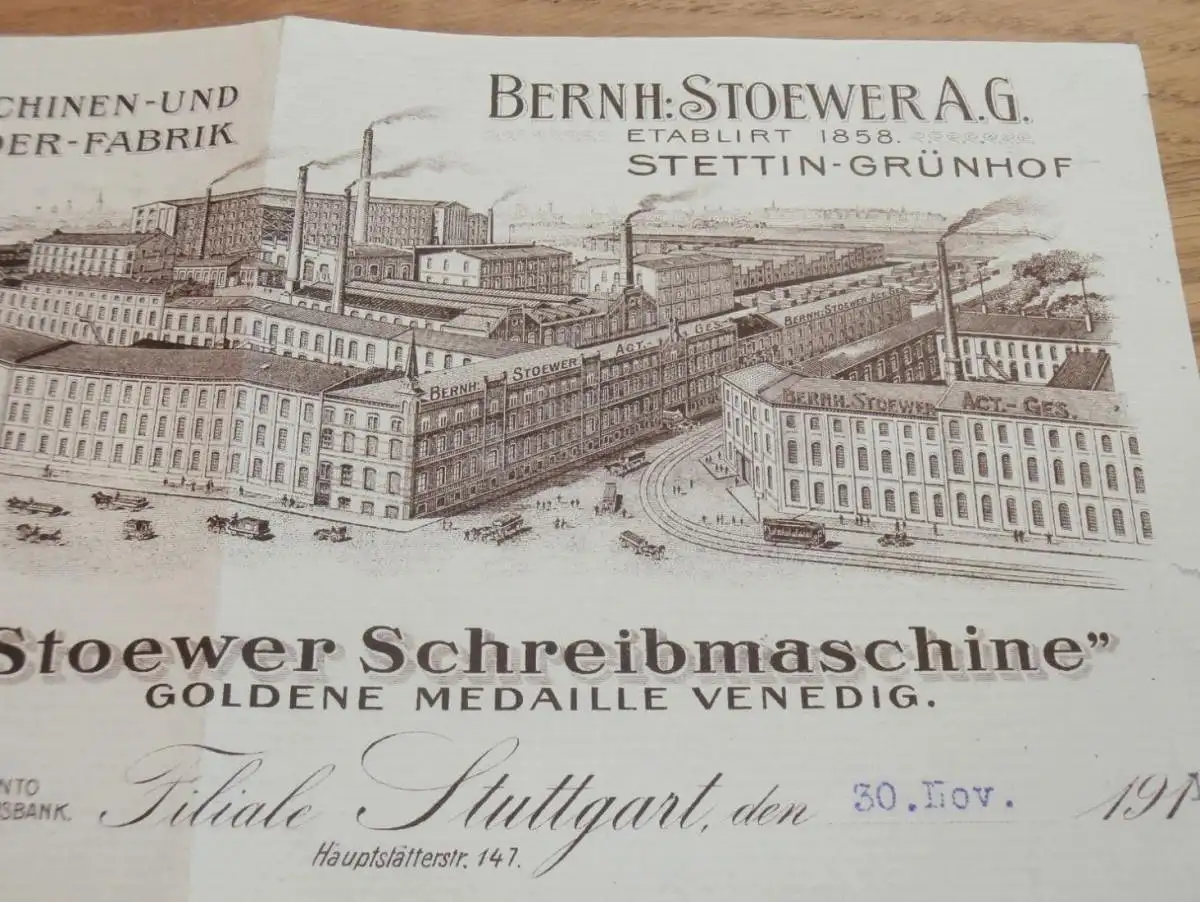 CHINEN-UND
DER-FABRIK
BERNH: STOEWER A.G.
ETABLIRT 1858.
STETTIN-GRÜNHOF
BERNH: STOEWER ACT.- GES.
BERNH: STOEWER ACT.
BERNH. STOEWER ACT.- GES.
Stoewer Schreibmaschine”
GOLDENE MEDAILLE VENEDIG.
NTO
SBANK.
Filiale Stuttgart, den 30.Nov. 191
Hauptstätterstr. 147.